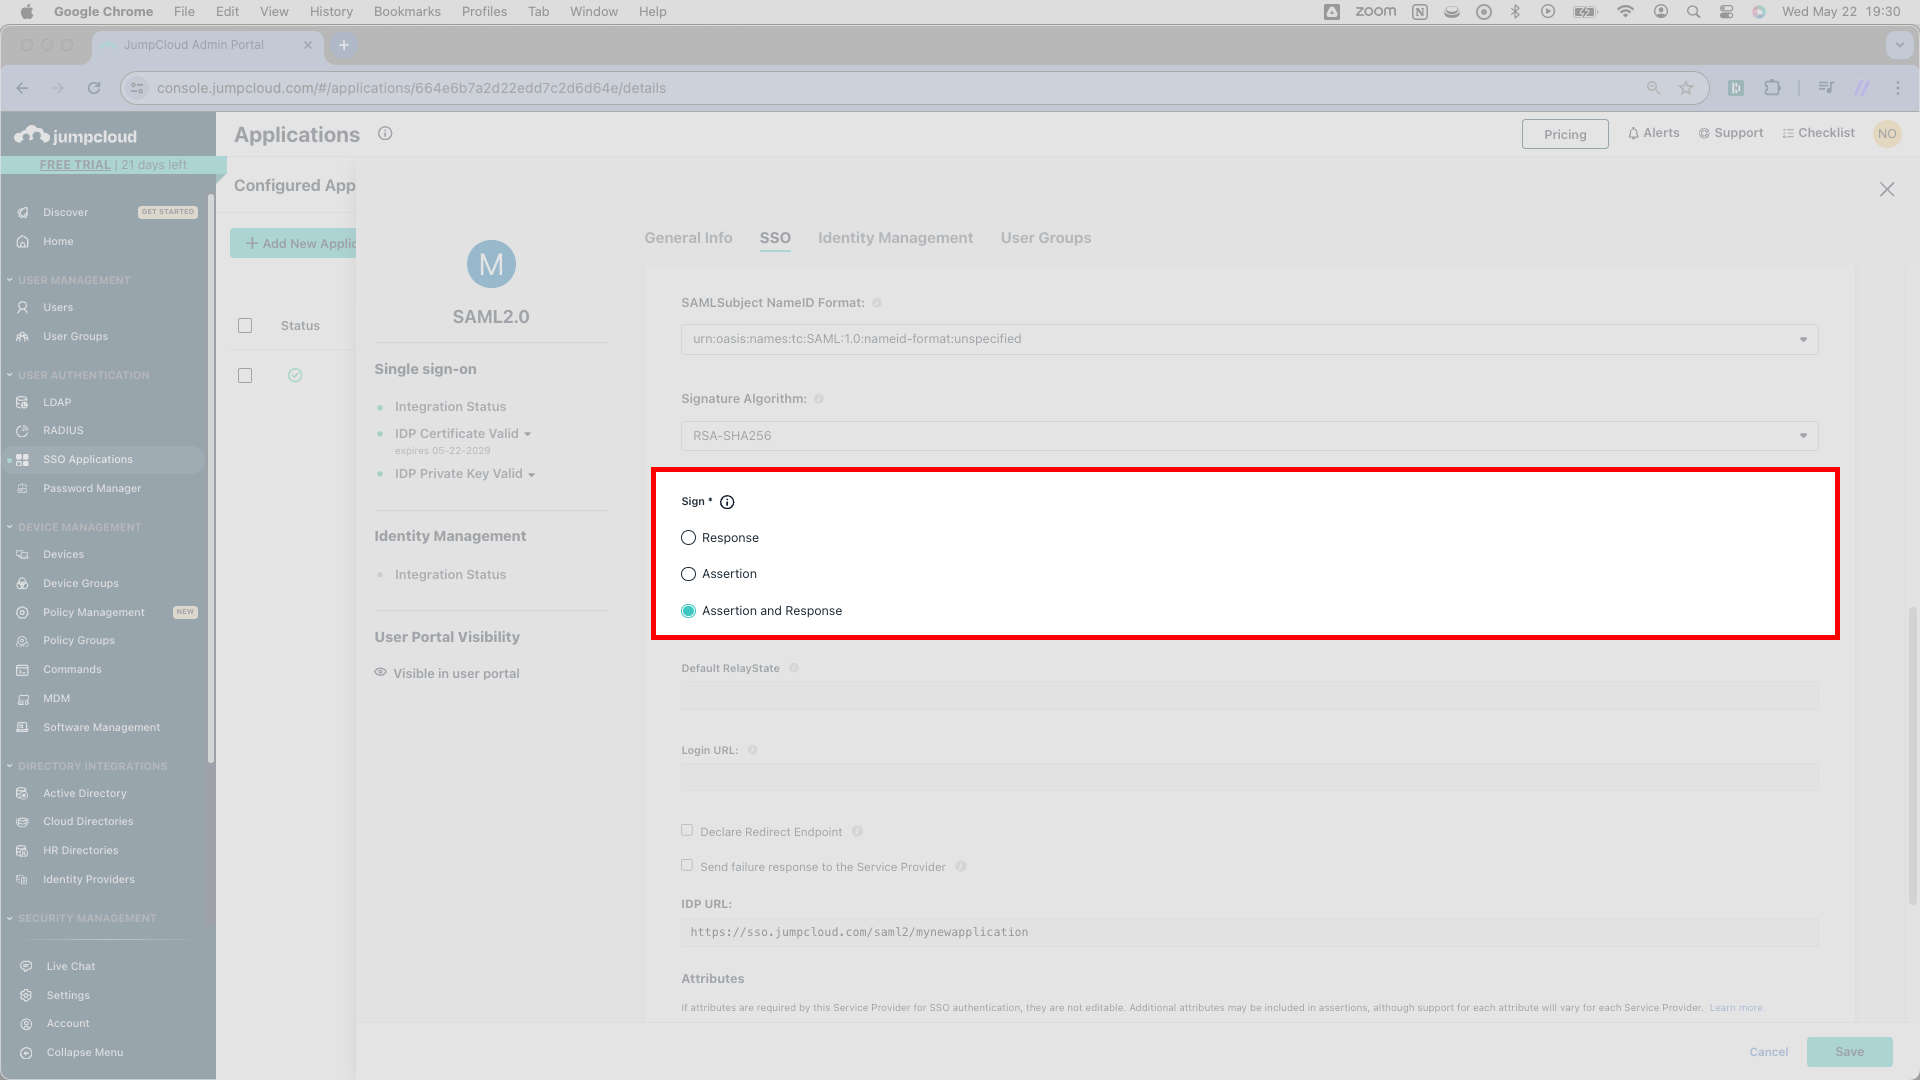 Google Chrome File Edit View History Bookmarks Profiles Tab Window Help zoom Wed May 22 19:30
JumpCloud Admin Portal
console.jumpcloud.com/#/applications/664e6b7a2d22edd7c2d6d64e/details
jumpcloud
FREE TRIAL | 21 days left
Discover GET STARTED
Home
USER MANAGEMENT
Users
User Groups
USER AUTHENTICATION
LDAP
RADIUS
SSO Applications
Password Manager
DEVICE MANAGEMENT
Devices
Device Groups
Policy Management NEW
Policy Groups
Commands
MDM
Software Management
DIRECTORY INTEGRATIONS
Active Directory
Cloud Directories
HR Directories
Identity Providers
SECURITY MANAGEMENT
Live Chat
Settings
Account
Collapse Menu
Applications
Pricing Alerts Support Checklist NO
Configured App
+ Add New Applic
Status
M
SAML2.0
Single sign-on
Integration Status
IDP Certificate Valid
expires 05-22-2029
IDP Private Key Valid
Identity Management
Integration Status
User Portal Visibility
Visible in user portal
General Info SSO Identity Management User Groups
SAMLSubject NameID Format:
urn:oasis:names:tc:SAML:1.0:nameid-format:unspecified
Signature Algorithm:
RSA-SHA256
Sign *
Response
Assertion
Assertion and Response
Default RelayState
Login URL:
Declare Redirect Endpoint
Send failure response to the Service Provider
IDP URL:
https://sso.jumpcloud.com/saml2/mynewapplication
Attributes
If attributes are required by this Service Provider for SSO authentication, they are not editable. Additional attributes may be included in assertions, although support for each attribute will vary for each Service Provider. Learn more.
Cancel Save